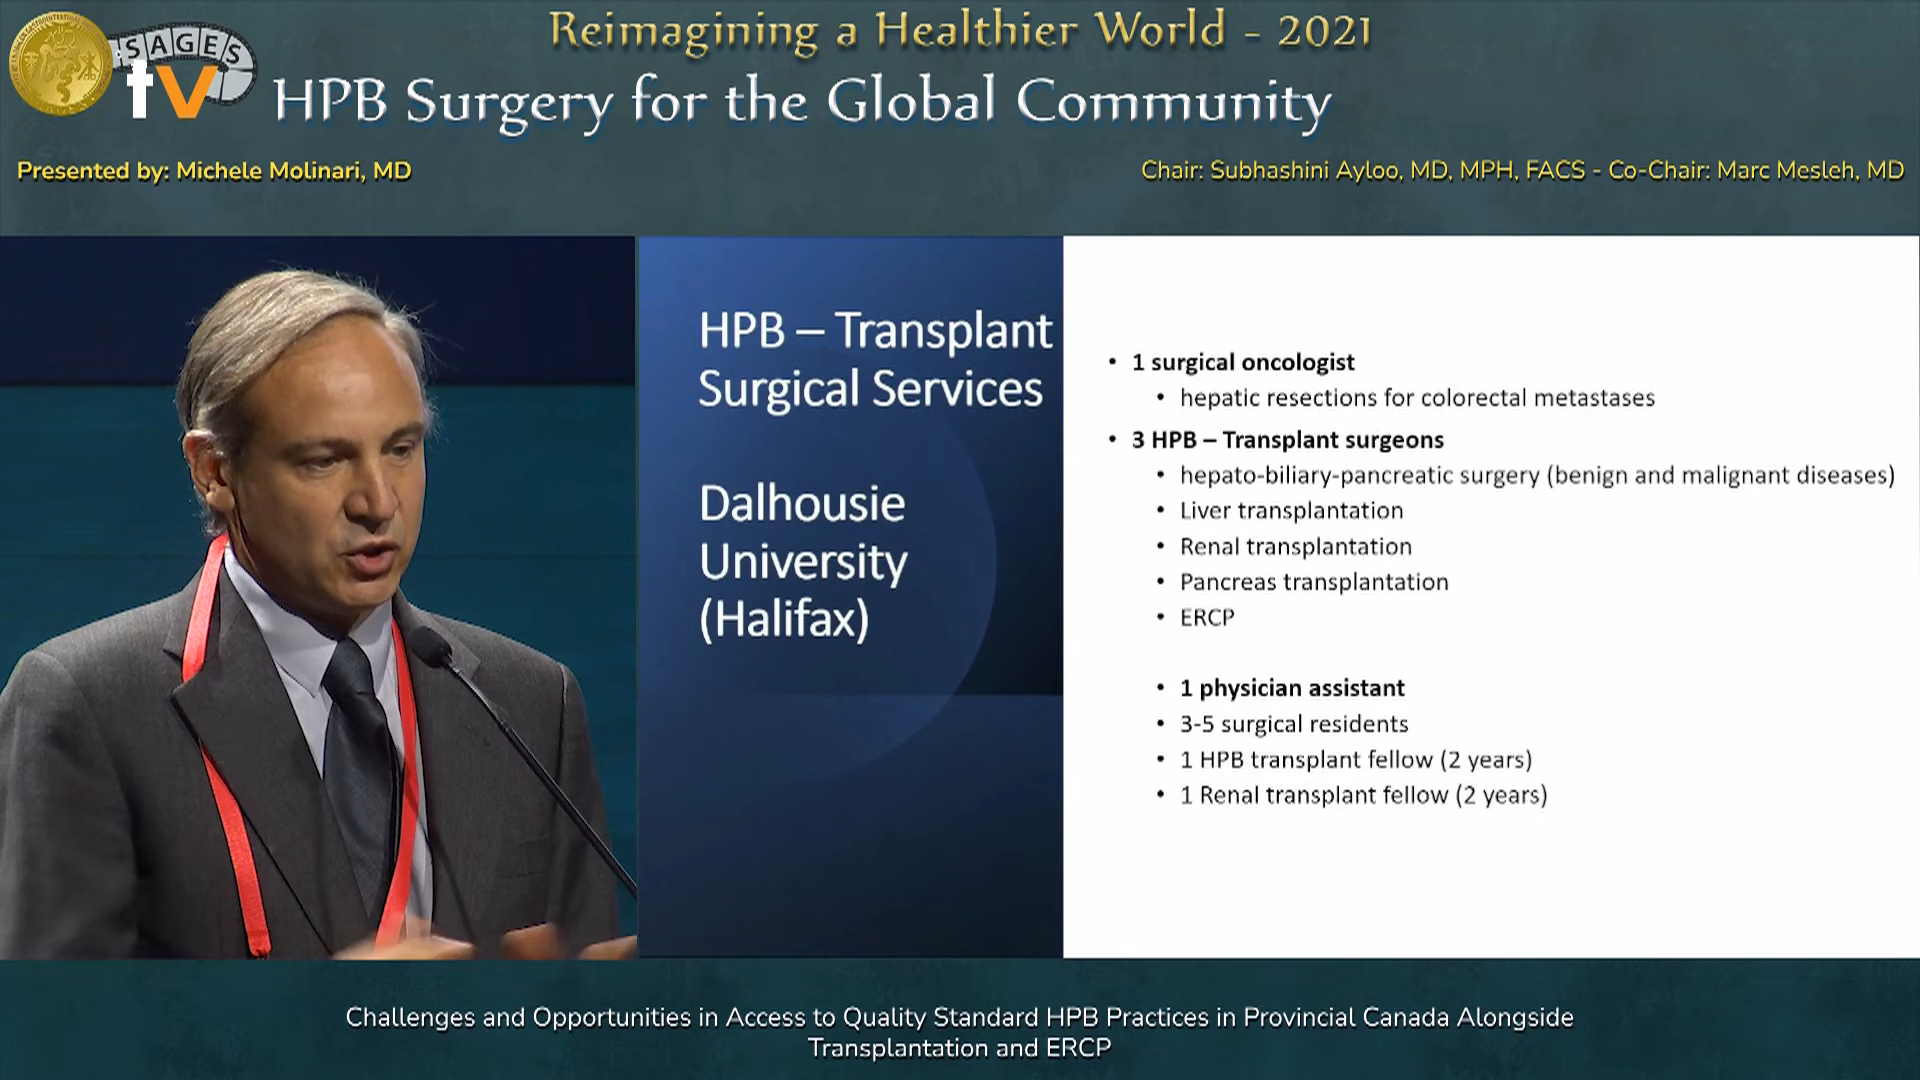 Reimagining a Healthier World - 2021
SAGES
tv
HPB Surgery for the Global Community
Presented by: Michele Molinari, MD
Chair: Subhashini Ayloo, MD, MPH, FACS - Co-Chair: Marc Mesleh, MD
HPB – Transplant
Surgical Services
Dalhousie
University
(Halifax)
• 1 surgical oncologist
• hepatic resections for colorectal metastases
• 3 HPB – Transplant surgeons
• hepato-biliary-pancreatic surgery (benign and malignant diseases)
• Liver transplantation
• Renal transplantation
• Pancreas transplantation
• ERCP
• 1 physician assistant
• 3-5 surgical residents
• 1 HPB transplant fellow (2 years)
• 1 Renal transplant fellow (2 years)
Challenges and Opportunities in Access to Quality Standard HPB Practices in Provincial Canada Alongside
Transplantation and ERCP